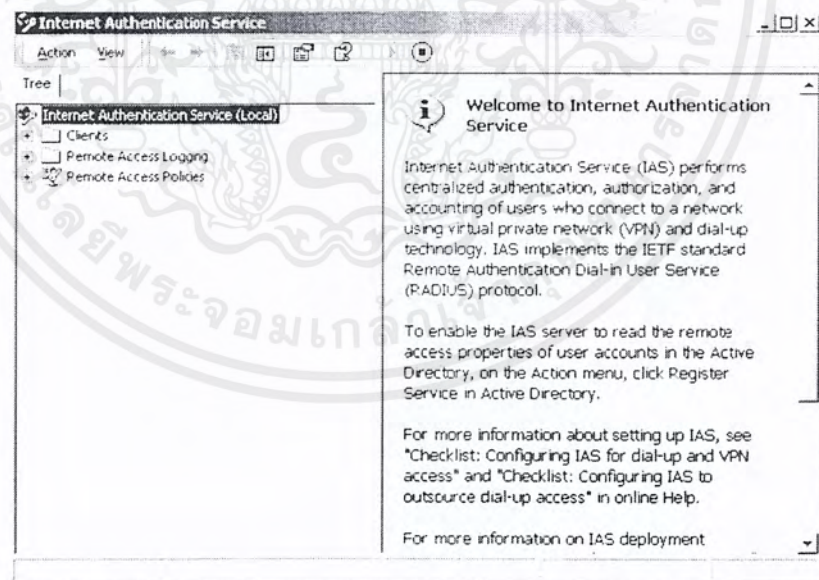 Internet Authentication Service
Action View
Tree
Internet Authentication Service (Local)
Clients
Remote Access Logging
Remote Access Policies
Welcome to Internet Authentication
Service
Internet Authentication Service (IAS) performs
centralized authentication, authorization, and
accounting of users who connect to a network
using virtual private network (VPN) and dial-up
technology. IAS implements the IETF standard
Remote Authentication Dial-in User Service
(RADIUS) protocol.
To enable the IAS server to read the remote
access properties of user accounts in the Active
Directory, on the Action menu, click Register
Service in Active Directory.
For more information about setting up IAS, see
"Checklist: Configuring IAS for dial-up and VPN
access" and "Checklist: Configuring IAS to
outsource dial-up access" in online Help.
For more information on IAS deployment